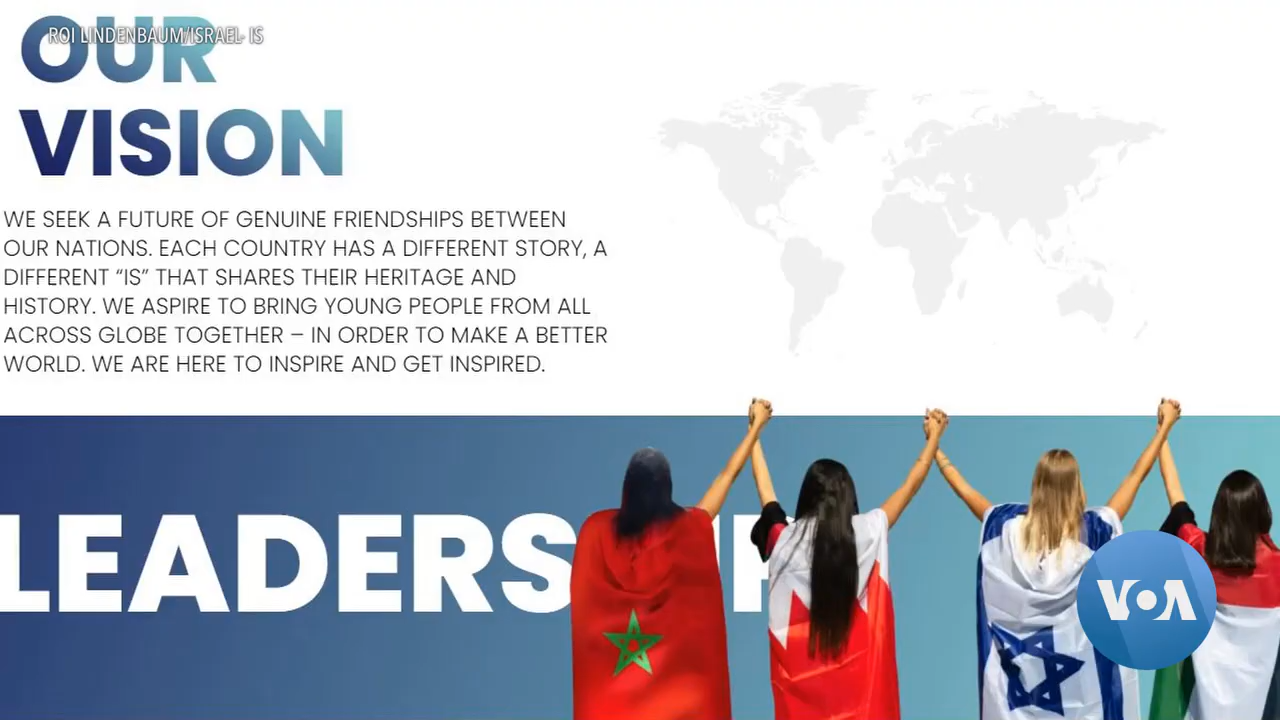 ROI LINDENBAUM/ISRAEL- IS
OUR
VISION
WE SEEK A FUTURE OF GENUINE FRIENDSHIPS BETWEEN
OUR NATIONS. EACH COUNTRY HAS A DIFFERENT STORY, A
DIFFERENT “IS” THAT SHARES THEIR HERITAGE AND
HISTORY. WE ASPIRE TO BRING YOUNG PEOPLE FROM ALL
ACROSS GLOBE TOGETHER – IN ORDER TO MAKE A BETTER
WORLD. WE ARE HERE TO INSPIRE AND GET INSPIRED.
LEADERSHIP
VOA